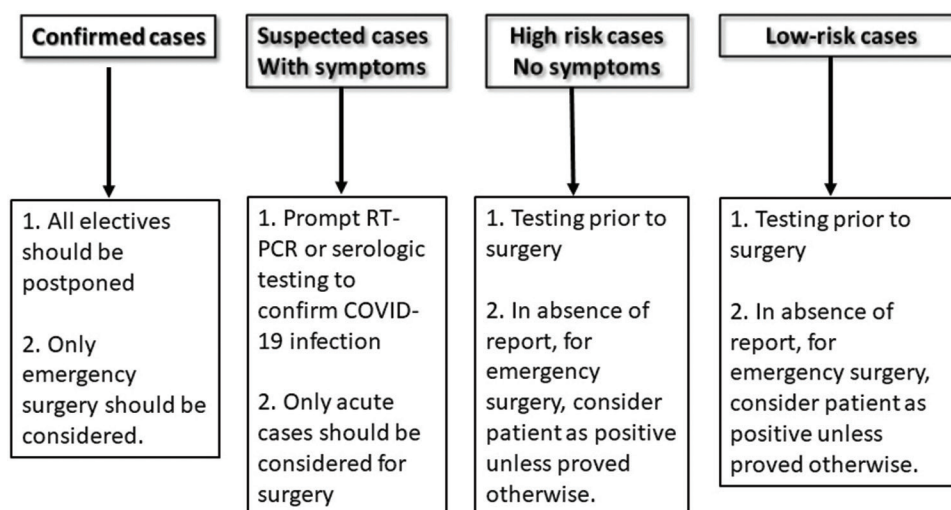 Confirmed cases
1. All electives
should be
postponed
2. Only
emergency
surgery should be
considered.
Suspected cases
With symptoms
1. Prompt RT-
PCR or serologic
testing to
confirm COVID-
19 infection
2. Only acute
cases should be
considered for
surgery
High risk cases
No symptoms
1. Testing prior to
surgery
2. In absence of
report, for
emergency
surgery, consider
patient as positive
unless proved
otherwise.
Low-risk cases
1. Testing prior to
surgery
2. In absence of
report, for
emergency surgery,
consider patient as
positive unless
proved otherwise.